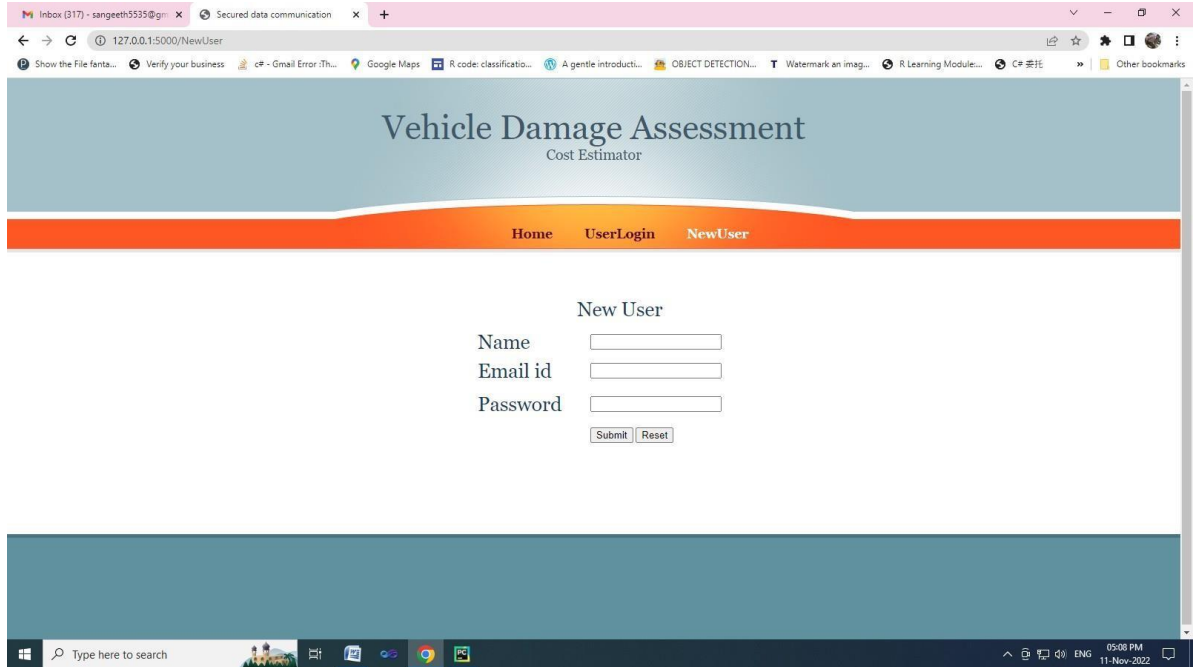 Inbox (317) - sangeeth5535@gm
Secured data communication
127.0.0.1:5000/NewUser
Show the File fanta... Verify your business c# - Gmail Error :Th... Google Maps R code: classificatio... A gentle introducti... OBJECT DETECTION... T Watermark an imag... R Learning Module:... C# 委托 » Other bookmarks
Vehicle Damage Assessment
Cost Estimator
Home UserLogin NewUser
New User
Name
Email id
Password
Submit Reset
Type here to search
PC
ENG
05:08 PM
11-Nov-2022